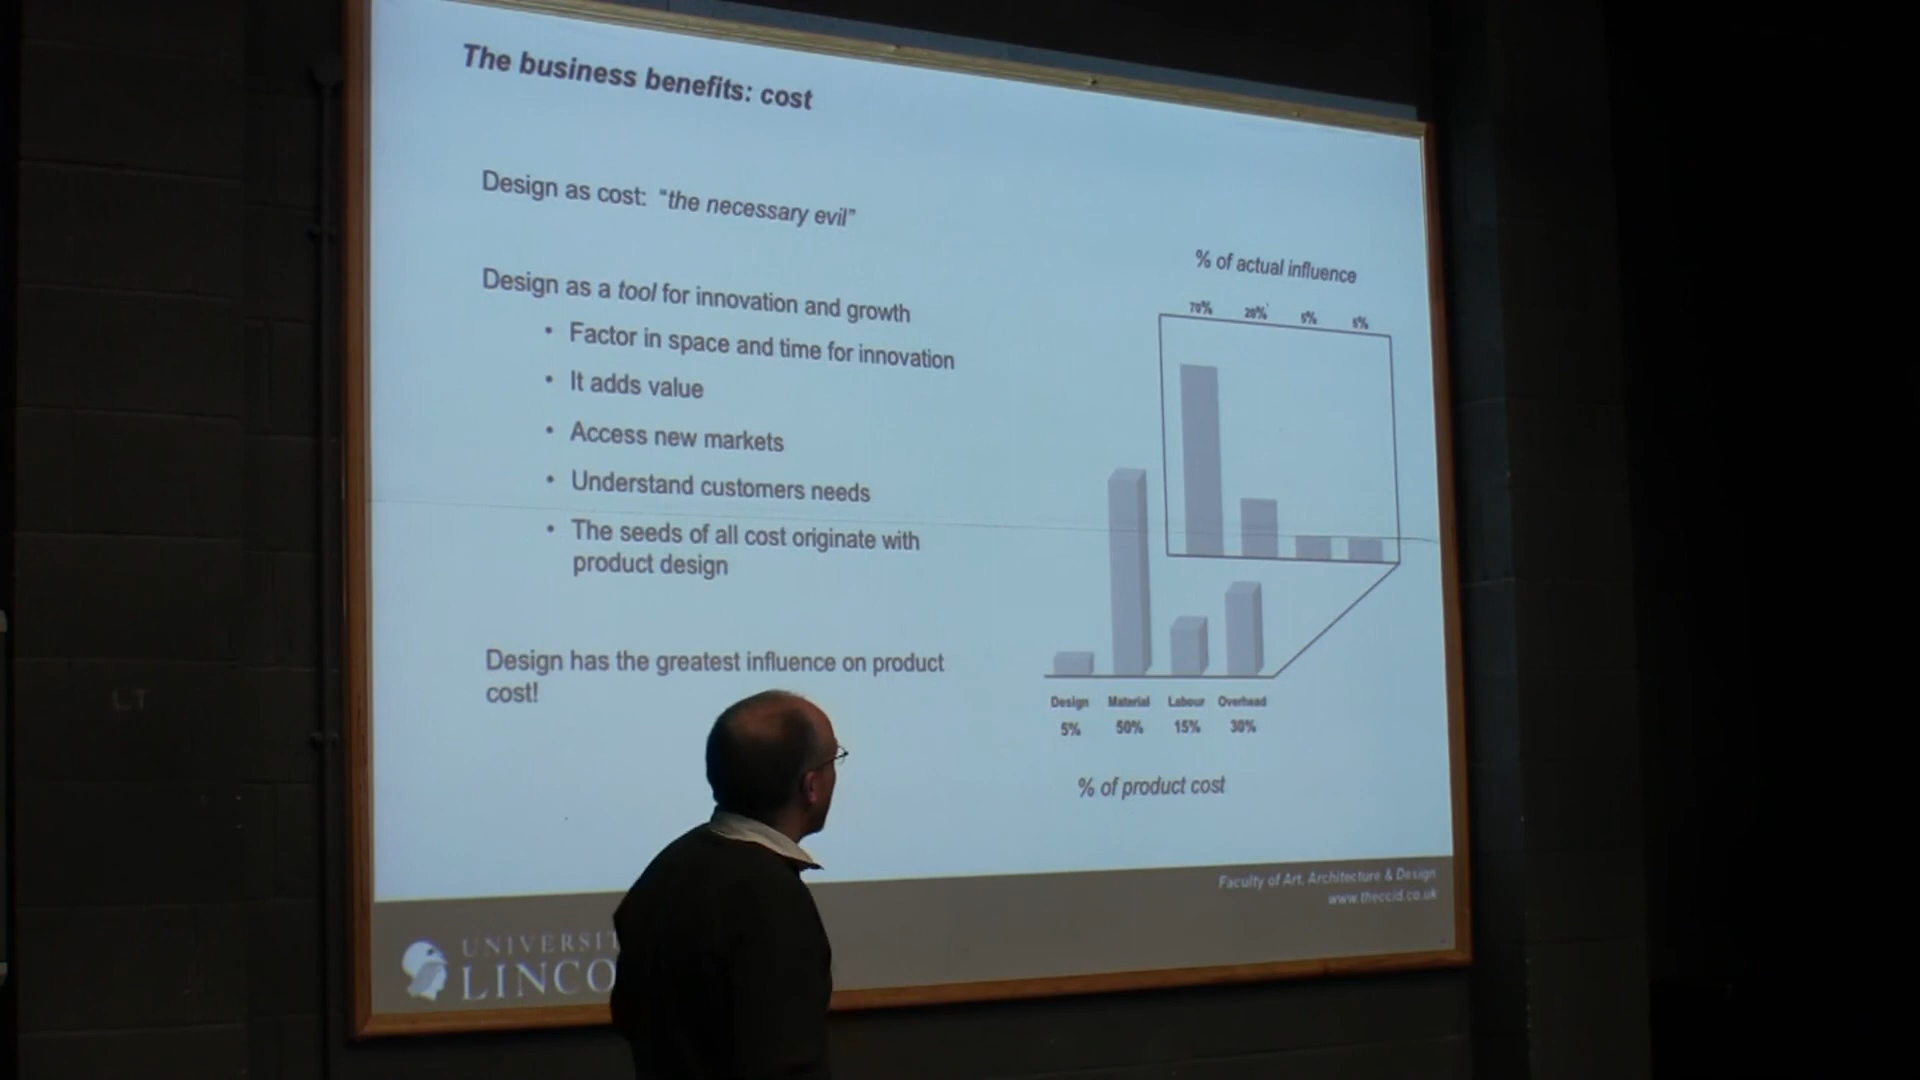 The business benefits: cost
Design as cost: “the necessary evil”
Design as a tool for innovation and growth
• Factor in space and time for innovation
• It adds value
• Access new markets
• Understand customers needs
• The seeds of all cost originate with
product design
Design has the greatest influence on product
cost!
% of actual influence
70% 20% 5% 5%
Design Material Labour Overhead
5% 50% 15% 30%
% of product cost
Faculty of Art, Architecture & Design
www.theccid.co.uk
UNIVERSIT
LINCO
LT